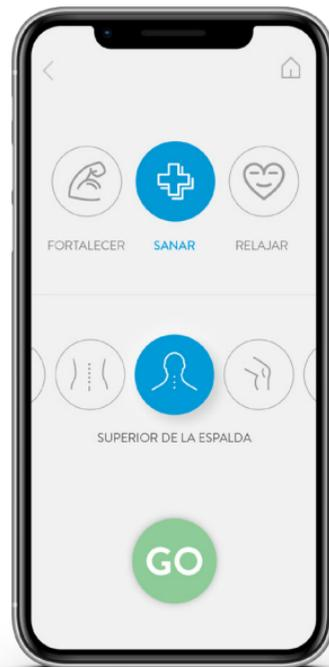 FORTALECER
SANAR
RELAJAR
SUPERIOR DE LA ESPALDA
GO